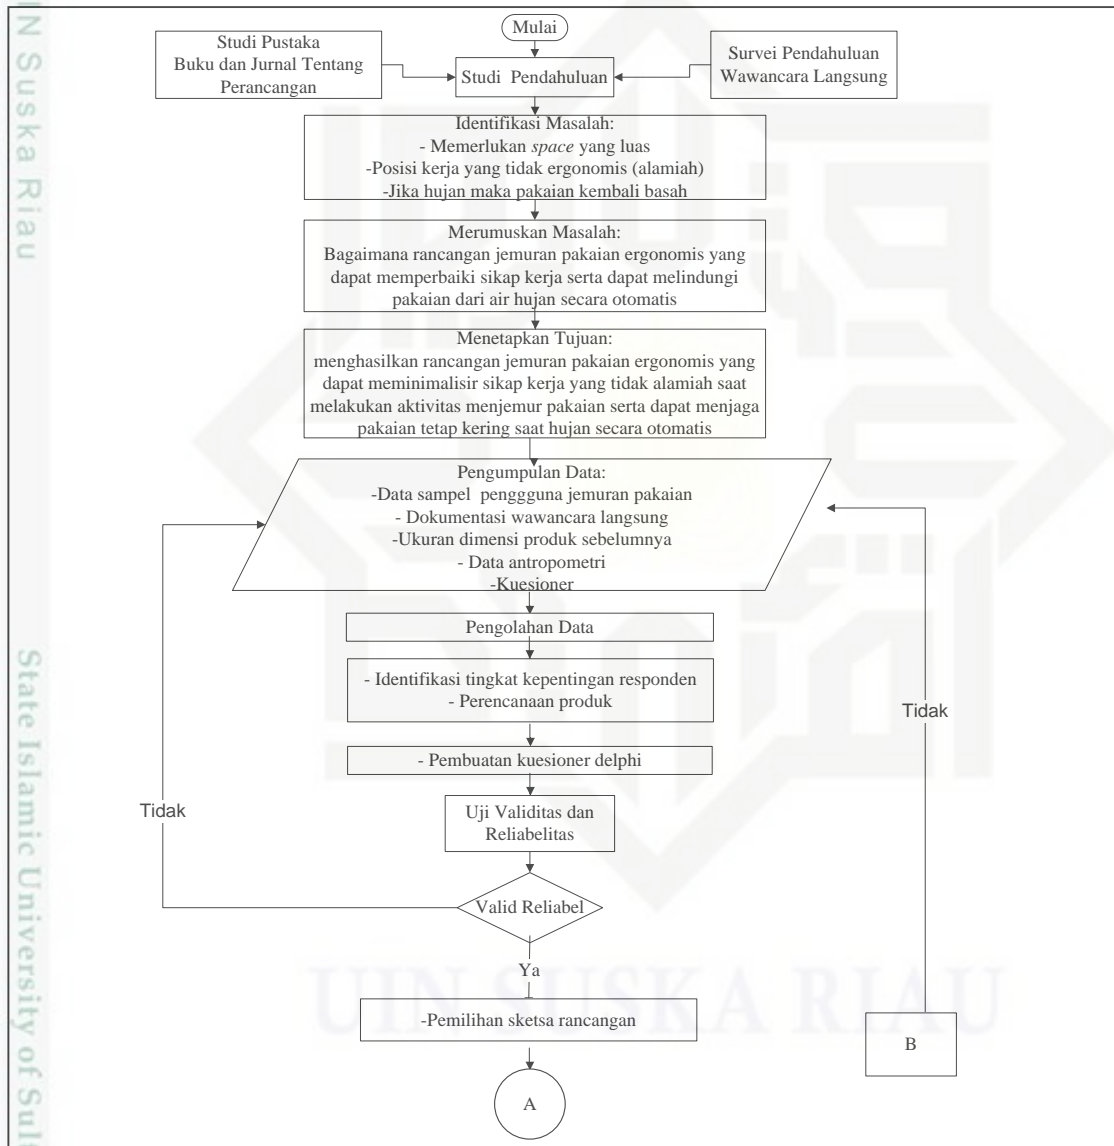 Mulai
Studi Pustaka
Buku dan Jurnal Tentang
Perancangan
Studi Pendahuluan
Survei Pendahuluan
Wawancara Langsung
Identifikasi Masalah:
- Memerlukan space yang luas
-Posisi kerja yang tidak ergonomis (alamiah)
-Jika hujan maka pakaian kembali basah
Merumuskan Masalah:
Bagaimana rancangan jemuran pakaian ergonomis yang
dapat memperbaiki sikap kerja serta dapat melindungi
pakaian dari air hujan secara otomatis
Menetapkan Tujuan:
menghasilkan rancangan jemuran pakaian ergonomis yang
dapat meminimalisir sikap kerja yang tidak alamiah saat
melakukan aktivitas menjemur pakaian serta dapat menjaga
pakaian tetap kering saat hujan secara otomatis
Pengumpulan Data:
-Data sampel penggguna jemuran pakaian
- Dokumentasi wawancara langsung
-Ukuran dimensi produk sebelumnya
- Data antropometri
-Kuesioner
Pengolahan Data
- Identifikasi tingkat kepentingan responden
- Perencanaan produk
Tidak
- Pembuatan kuesioner delphi
Tidak
Uji Validitas dan
Reliabelitas
Valid Reliabel
Ya
-Pemilihan sketsa rancangan
B
A
UIN SUSKA RIAU
IN Suska Riau
State Islamic University of Sult